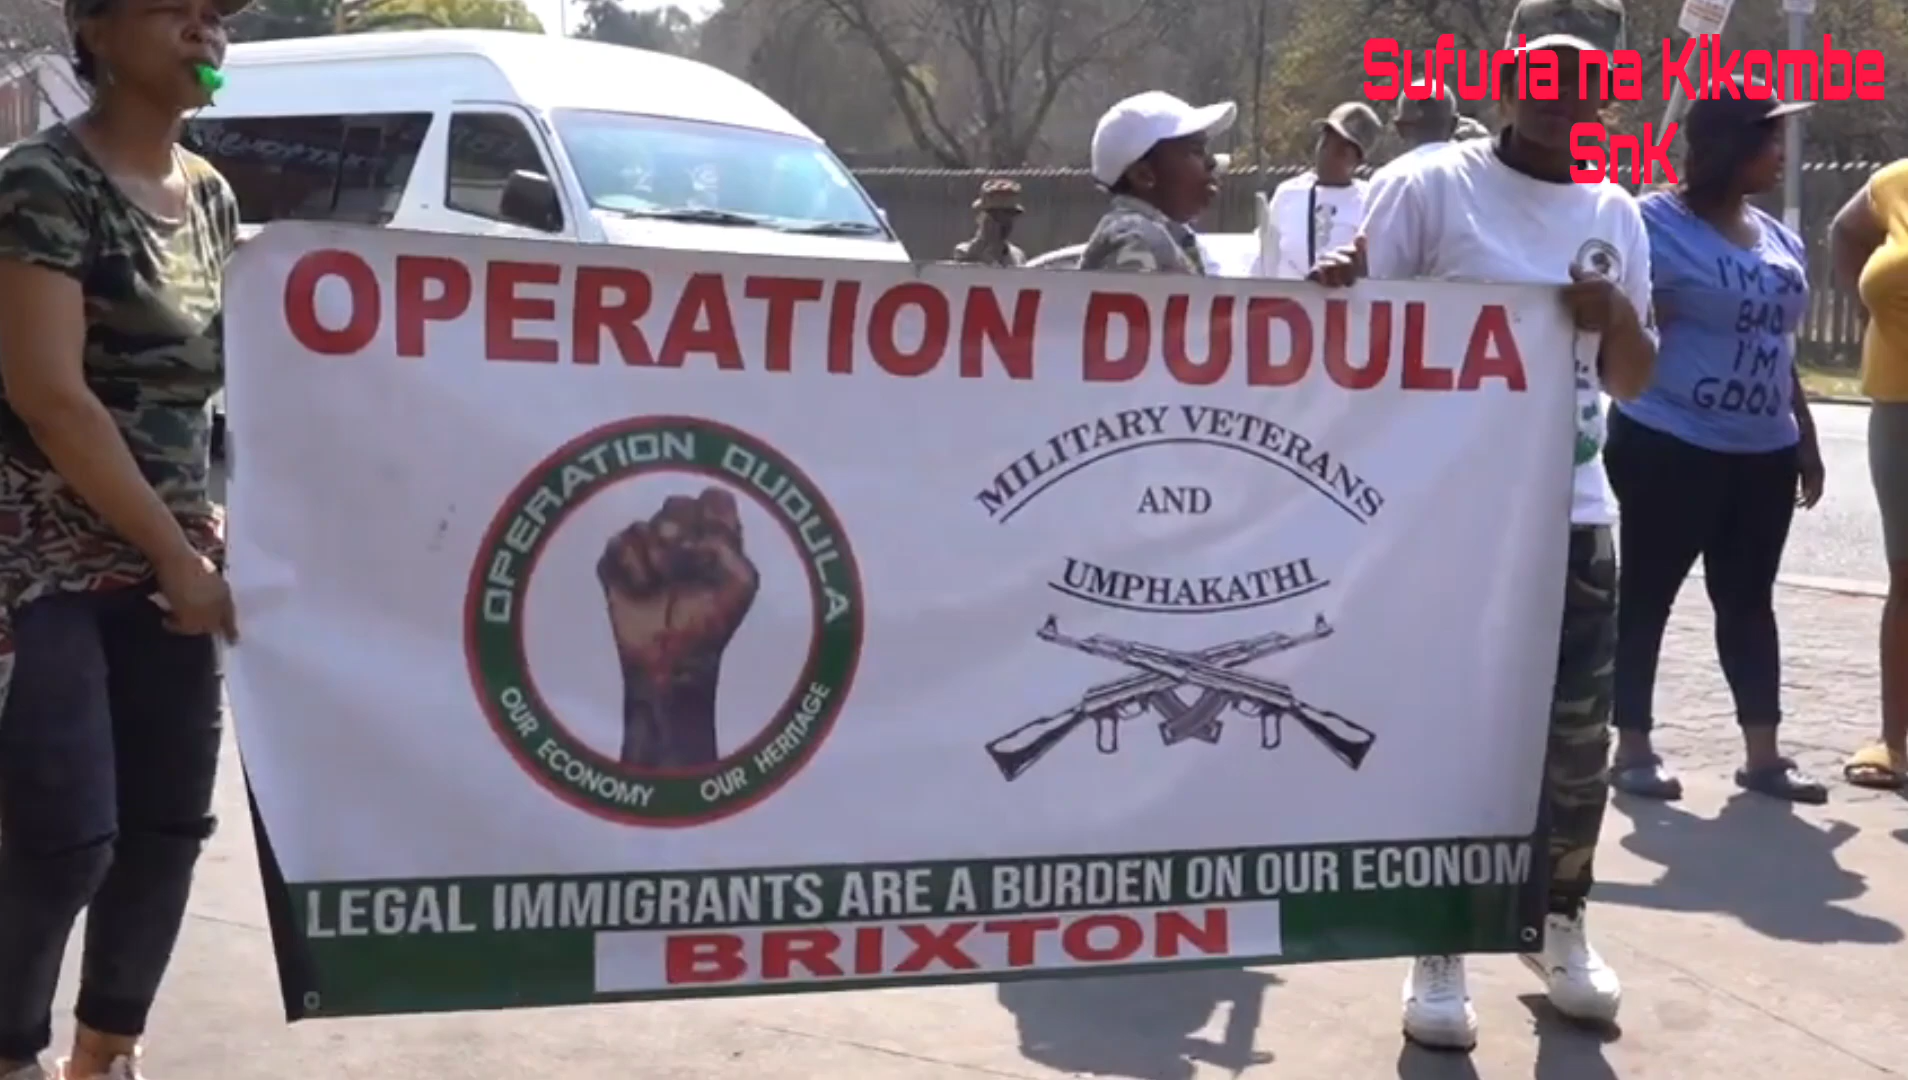 Sufuria na Kikombe
SnK
OPERATION DUDULA
OPERATION DUDULA
OUR ECONOMY OUR HERITAGE
MILITARY VETERANS
AND
UMPHAKATHI
LEGAL IMMIGRANTS ARE A BURDEN ON OUR ECONOM
BRIXTON
I'M SO
BAD
I'M
GOOD